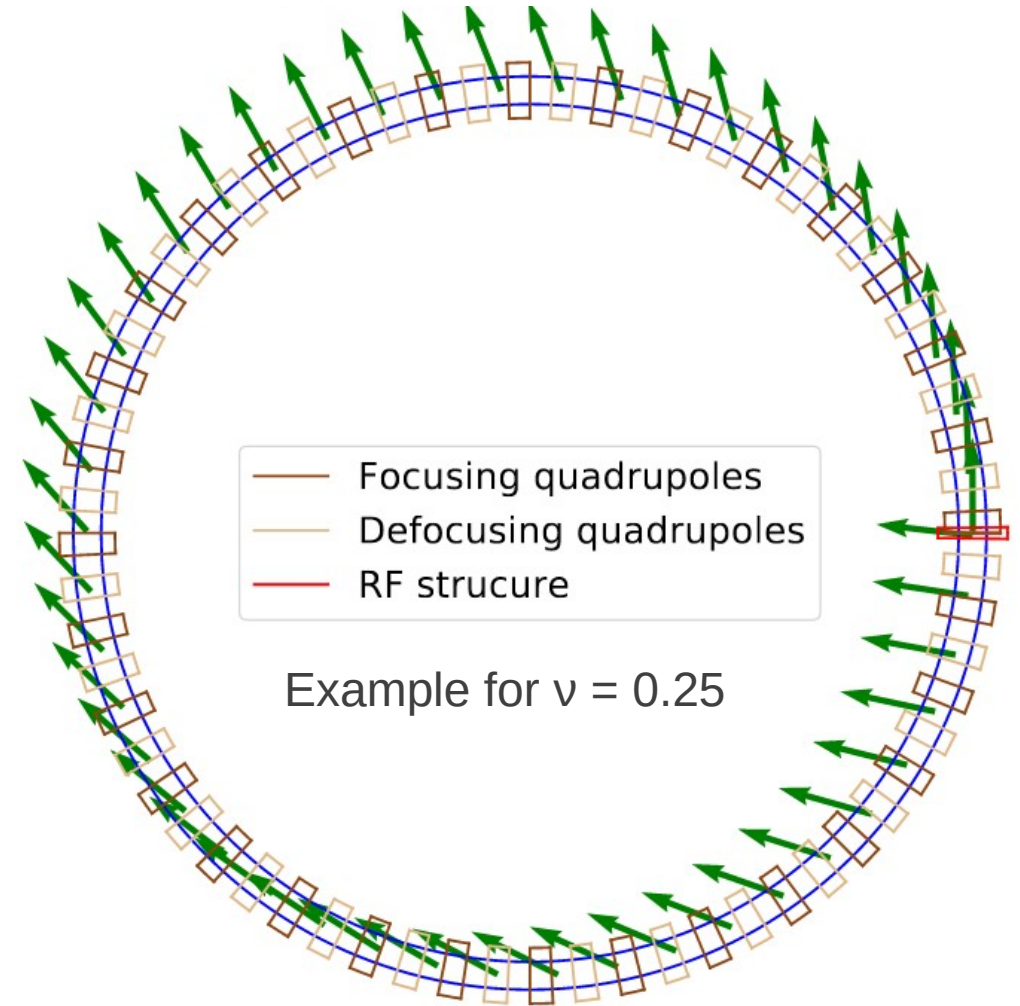 Focusing quadrupoles
Defocusing quadrupoles
RF strucure
Example for ν = 0.25